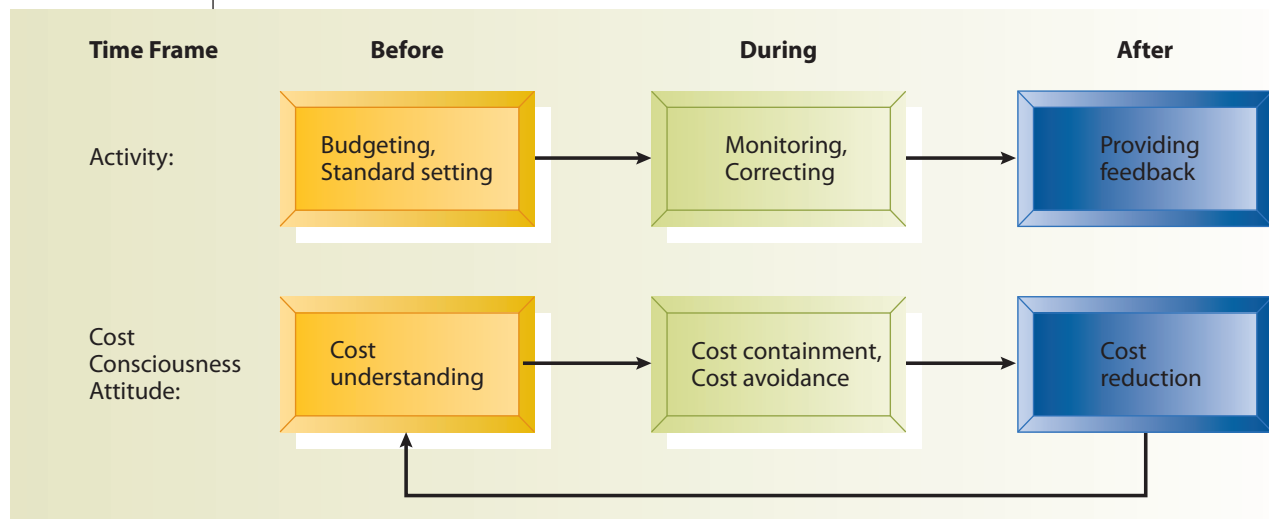 Time Frame
Before
During
After
Activity:
Budgeting,
Standard setting
Monitoring,
Correcting
Providing
feedback
Cost
Consciousness
Attitude:
Cost
understanding
Cost containment,
Cost avoidance
Cost
reduction